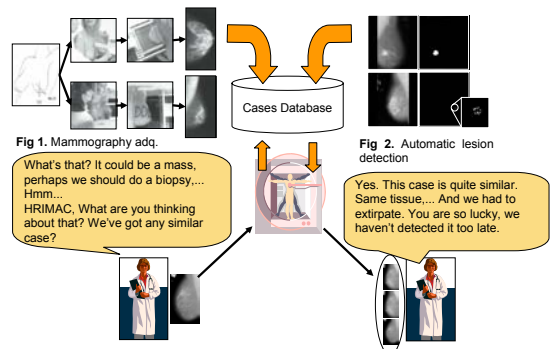 Cases Database
Fig 1. Mammography adq.
Fig 2. Automatic lesion
detection
What's that? It could be a mass,
perhaps we should do a biopsy,...
Hmm...
HRIMAC, What are you thinking
about that? We've got any similar
case?
Yes. This case is quite similar.
Same tissue,... And we had to
extirpate. You are so lucky, we
haven't detected it too late.